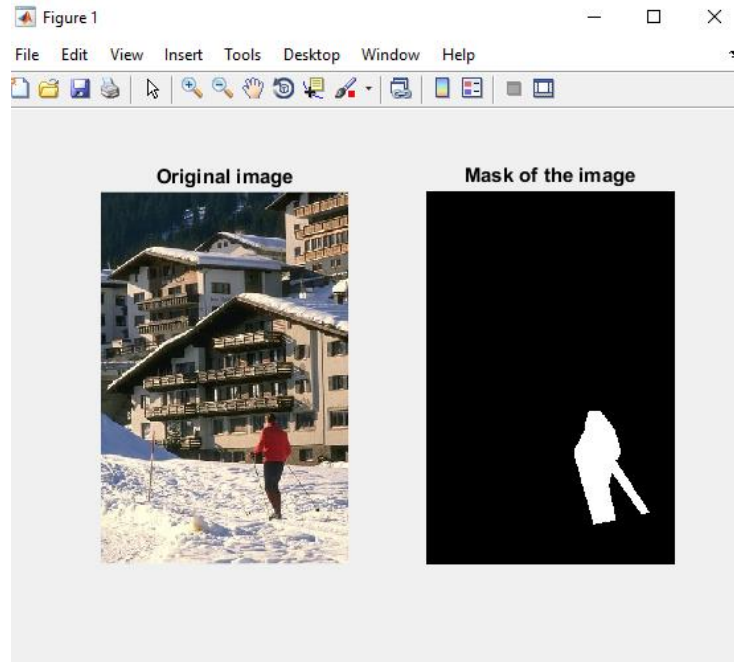 Figure 1
File Edit View Insert Tools Desktop Window Help
Original image Mask of the image